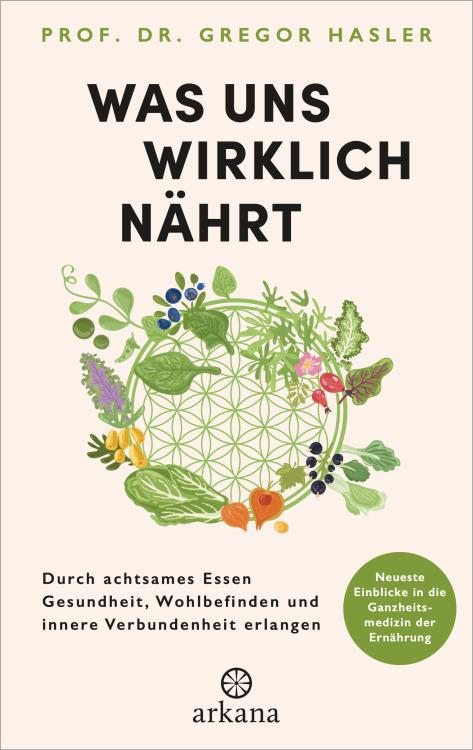 PROF. DR. GREGOR HASLER
WAS UNS
WIRKLICH
NÄHRT
Durch achtsames Essen
Gesundheit, Wohlbefinden und
innere Verbundenheit erlangen
Neueste
Einblicke in die
Ganzheits-
medizin der
Ernährung
arkana